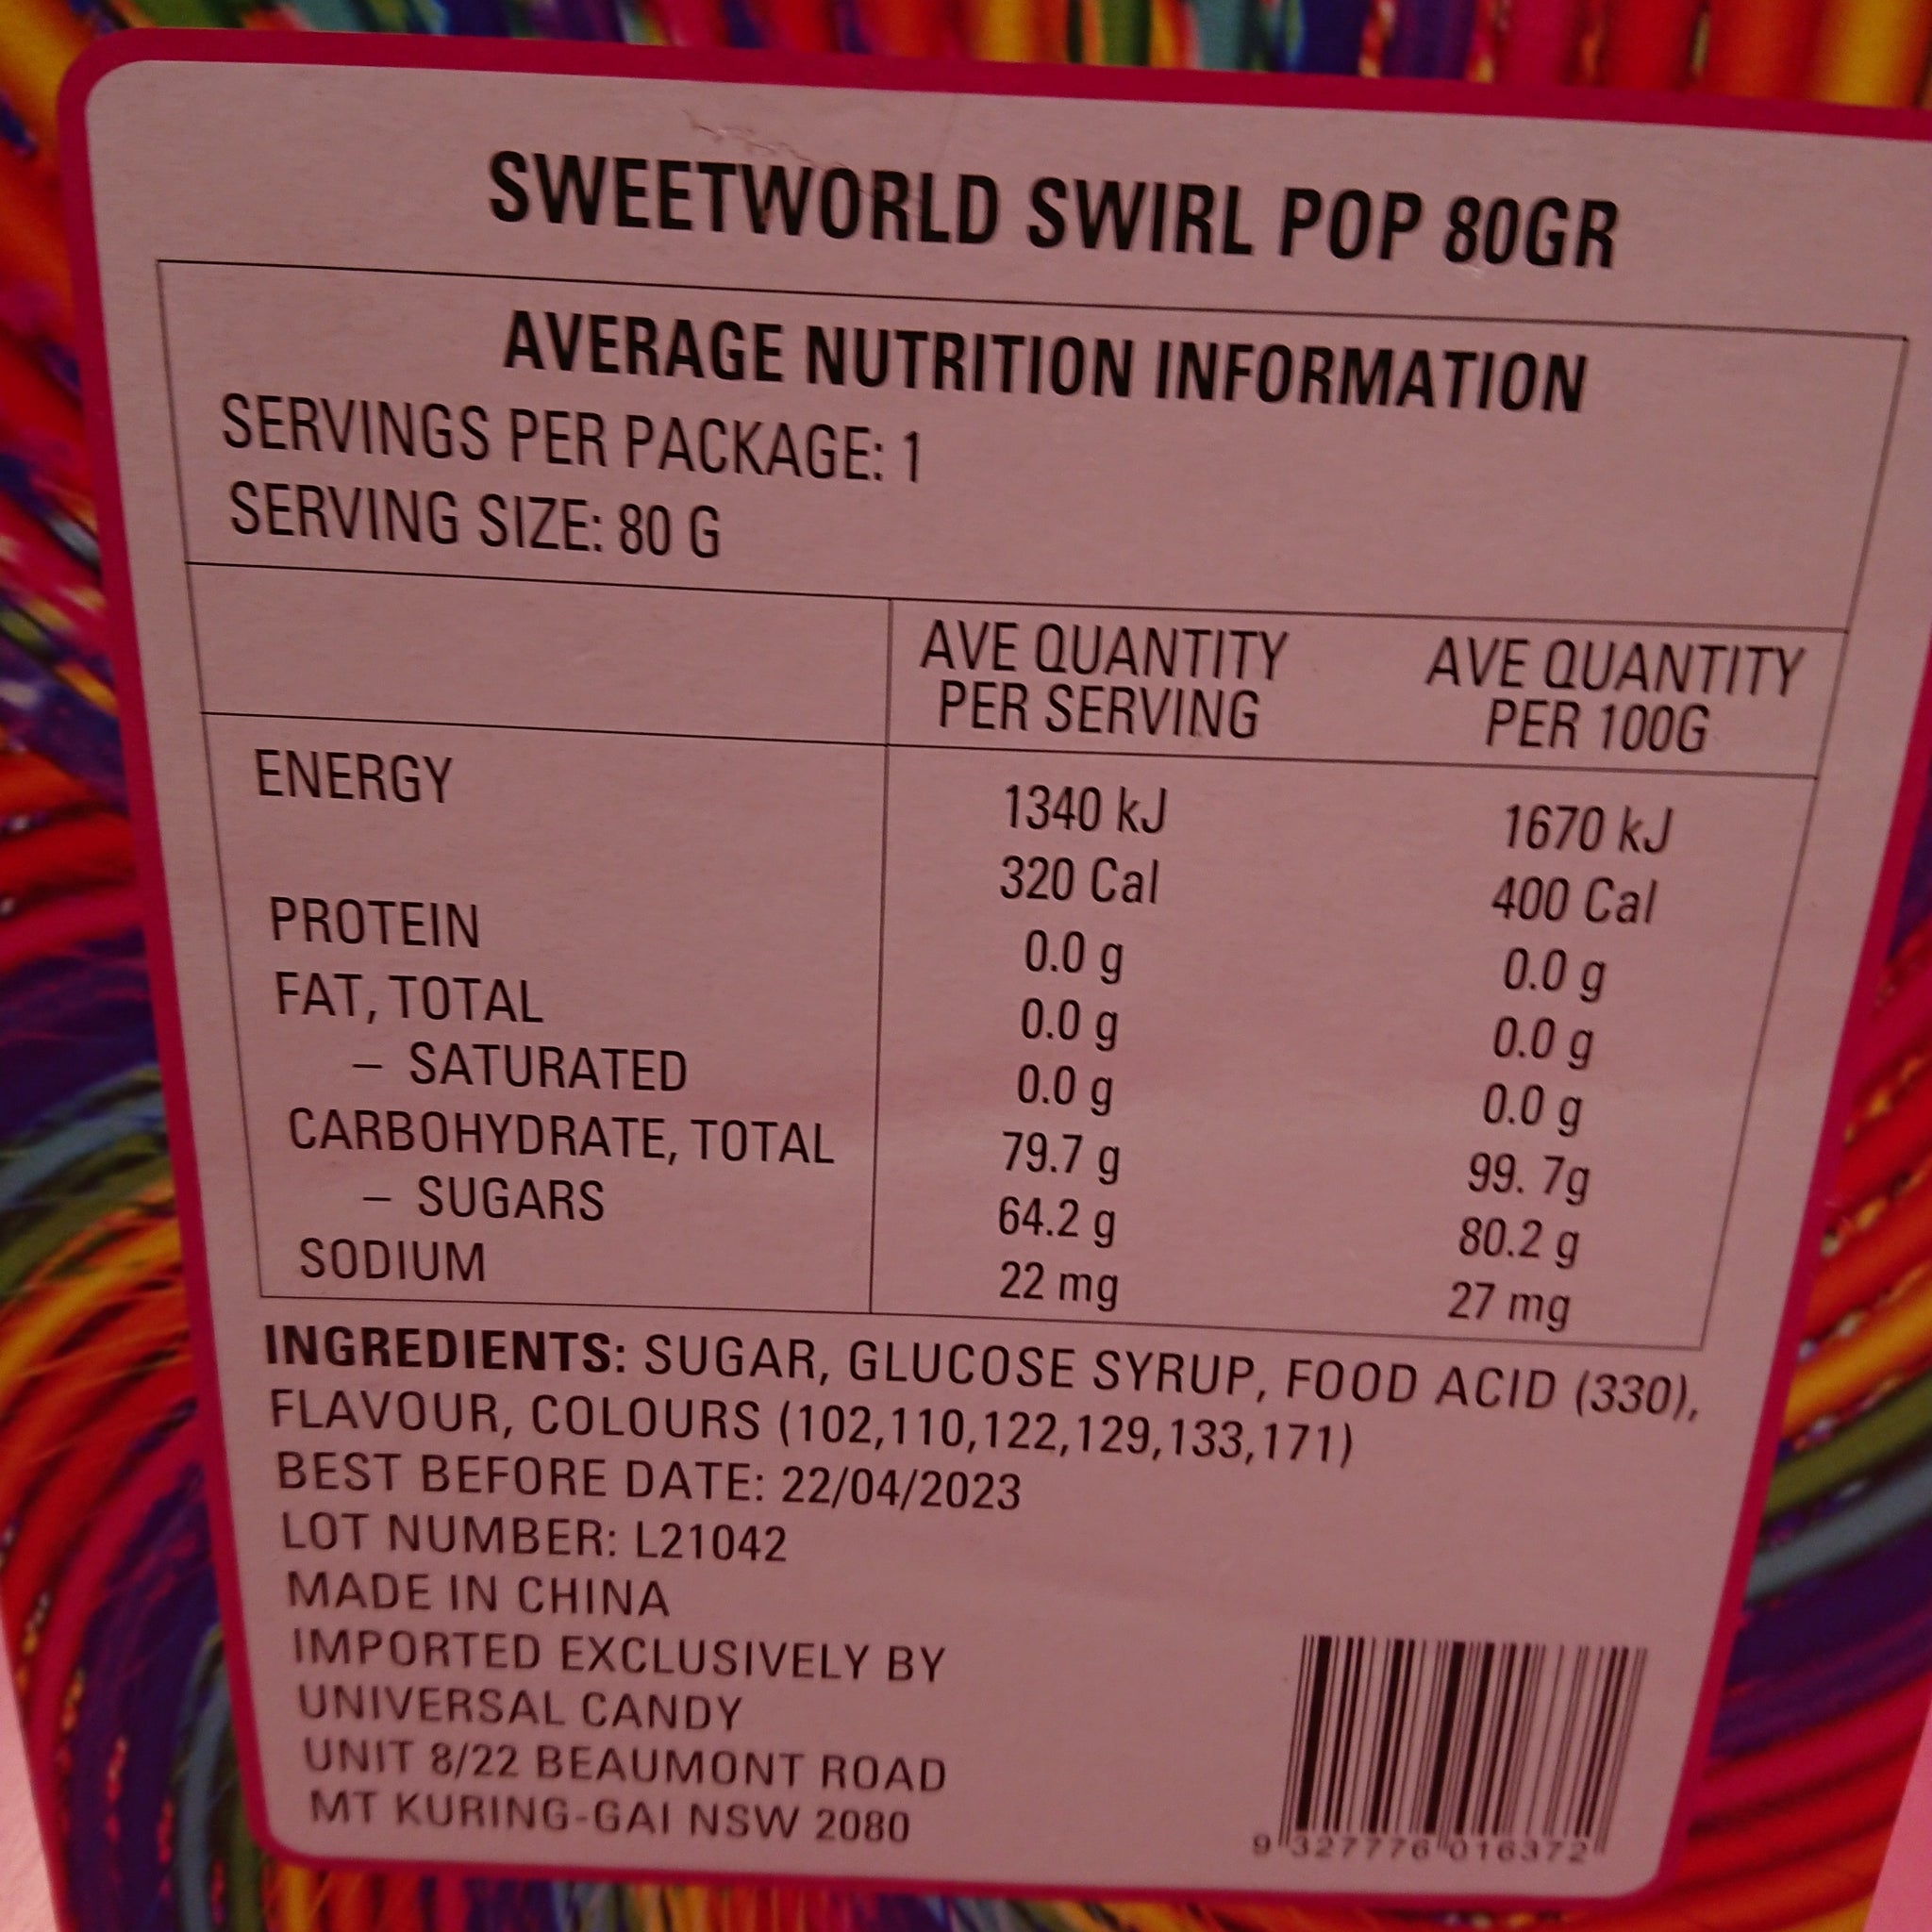 SWEETWORLD SWIRL POP 80GR
AVERAGE NUTRITION INFORMATION
SERVINGS PER PACKAGE: 1
SERVING SIZE: 80 G
AVE QUANTITY PER SERVING AVE QUANTITY PER 100G
ENERGY 1340 kJ 1670 kJ
320 Cal 400 Cal
PROTEIN 0.0 g 0.0 g
FAT, TOTAL 0.0 g 0.0 g
– SATURATED 0.0 g 0.0 g
CARBOHYDRATE, TOTAL 79.7 g 99. 7g
– SUGARS 64.2 g 80.2 g
SODIUM 22 mg 27 mg
INGREDIENTS: SUGAR, GLUCOSE SYRUP, FOOD ACID (330),
FLAVOUR, COLOURS (102,110,122,129,133,171)
BEST BEFORE DATE: 22/04/2023
LOT NUMBER: L21042
MADE IN CHINA
IMPORTED EXCLUSIVELY BY
UNIVERSAL CANDY
UNIT 8/22 BEAUMONT ROAD
MT KURING-GAI NSW 2080
9 327776 016372